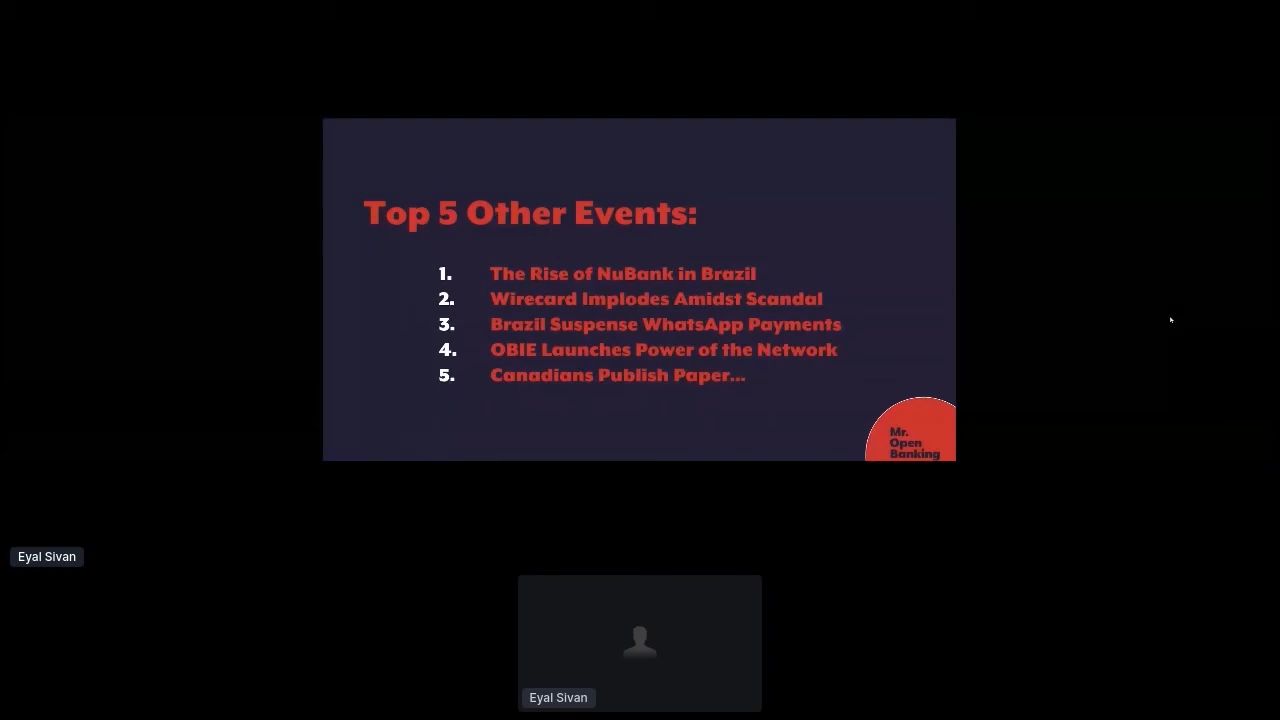 Top 5 Other Events:
1. The Rise of NuBank in Brazil
2. Wirecard Implodes Amidst Scandal
3. Brazil Suspense WhatsApp Payments
4. OBIE Launches Power of the Network
5. Canadians Publish Paper...
Mr.
Open
Banking
Eyal Sivan
Eyal Sivan